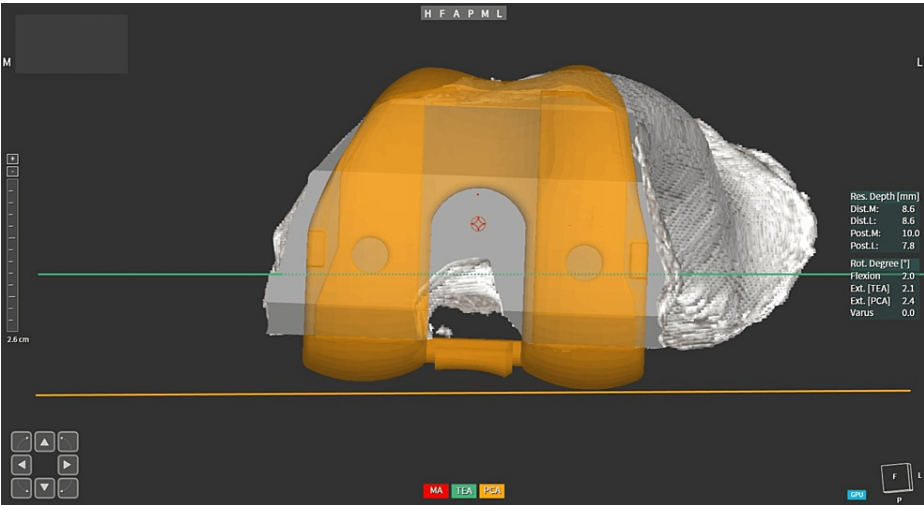 H F A P M L
M
L
+
-
2.6 cm
Res. Depth [mm]
Dist.M: 8.6
Dist.L: 8.6
Post.M: 10.0
Post.L: 7.8
Rot. Degree [°]
Flexion 2.0
Ext. [TEA] 2.1
Ext. [PCA] 2.4
Varus 0.0
MA TEA PCA
GPU
F
L
P